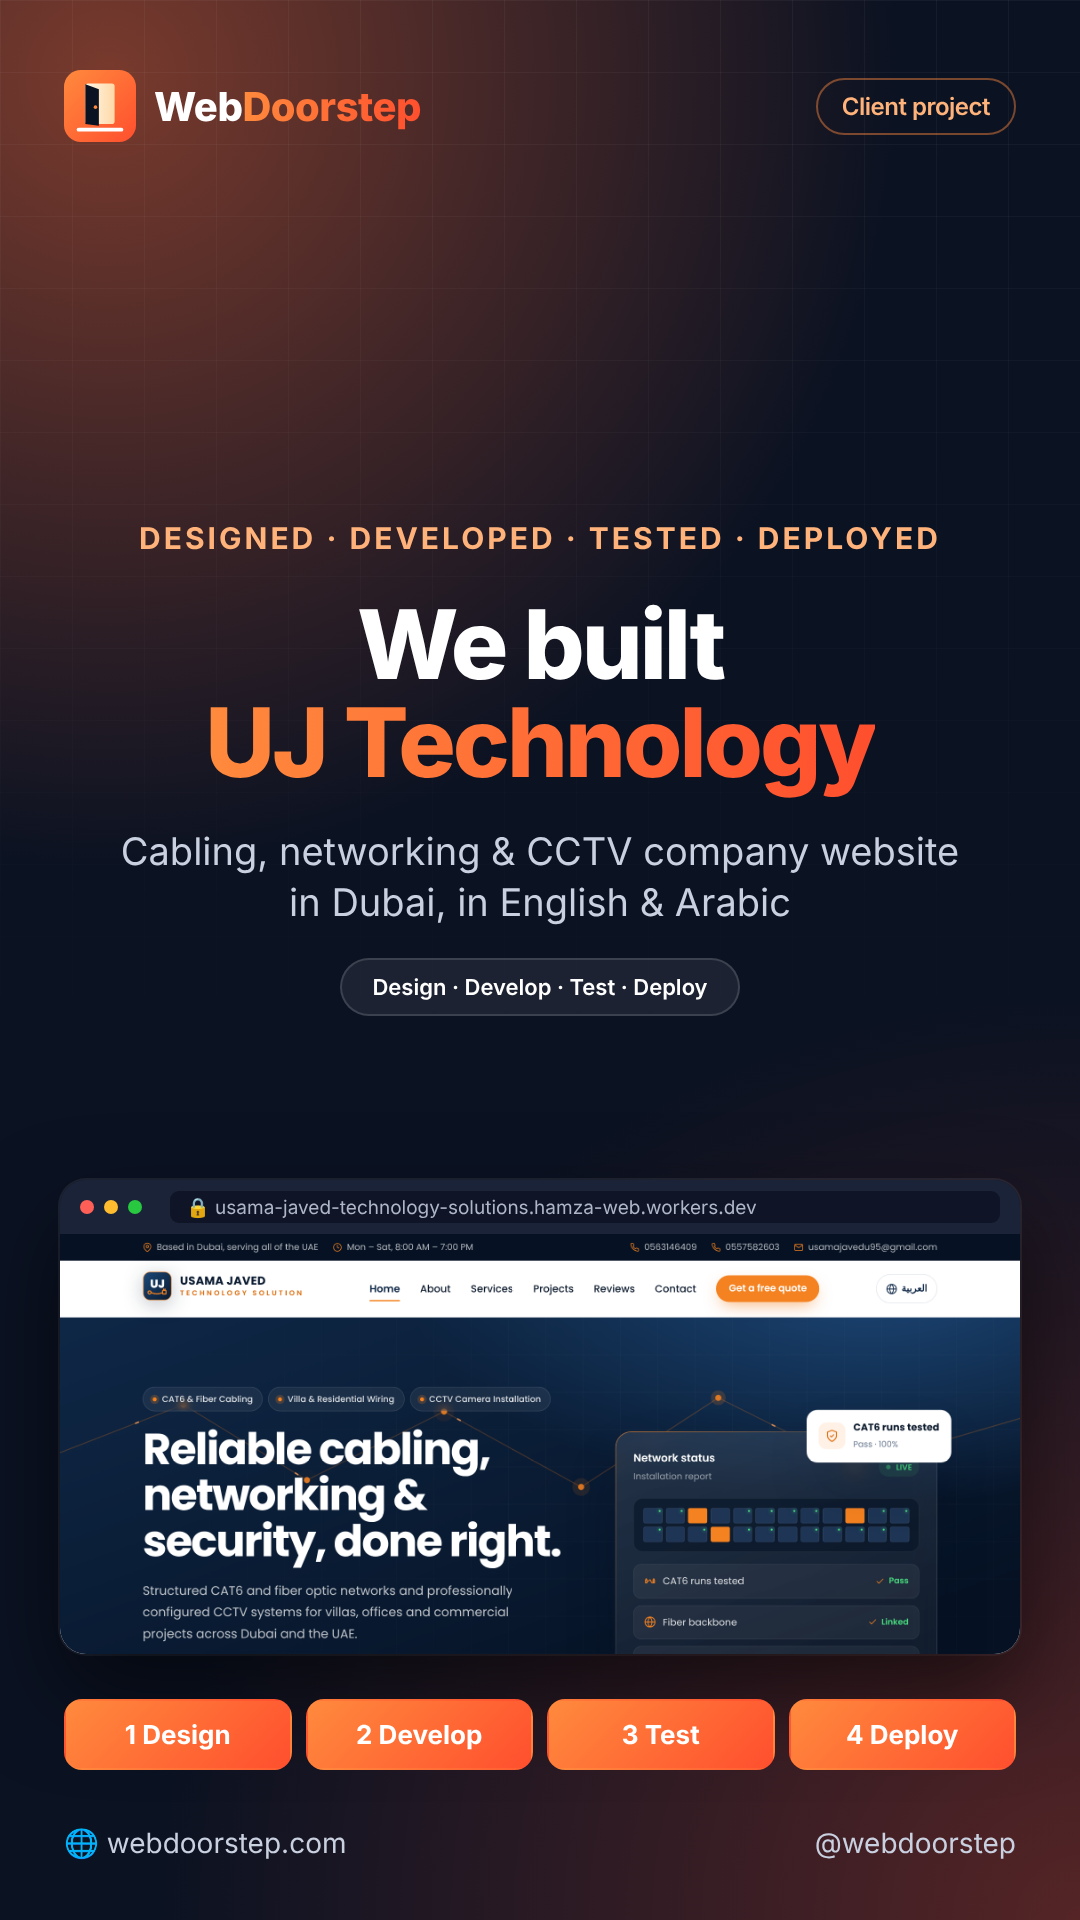 WebDoorstep
Client project
DESIGNED · DEVELOPED · TESTED · DEPLOYED
We built
UJ Technology
Cabling, networking & CCTV company website
in Dubai, in English & Arabic
Design · Develop · Test · Deploy
usama-javed-technology-solutions.hamza-web.workers.dev
Based in Dubai, serving all of the UAE Mon – Sat, 8:00 AM – 7:00 PM 0563146409 0557582603 usamajavedu95@gmail.com
UJ USAMA JAVED
TECHNOLOGY SOLUTION
Home About Services Projects Reviews Contact Get a free quote العربية
CAT6 & Fiber Cabling Villa & Residential Wiring CCTV Camera Installation
Reliable cabling,
networking &
security, done right.
Structured CAT6 and fiber optic networks and professionally
configured CCTV systems for villas, offices and commercial
projects across Dubai and the UAE.
CAT6 runs tested
Pass · 100%
Network status
Installation report
LIVE
CAT6 runs tested Pass
Fiber backbone Linked
1 Design 2 Develop 3 Test 4 Deploy
webdoorstep.com @webdoorstep